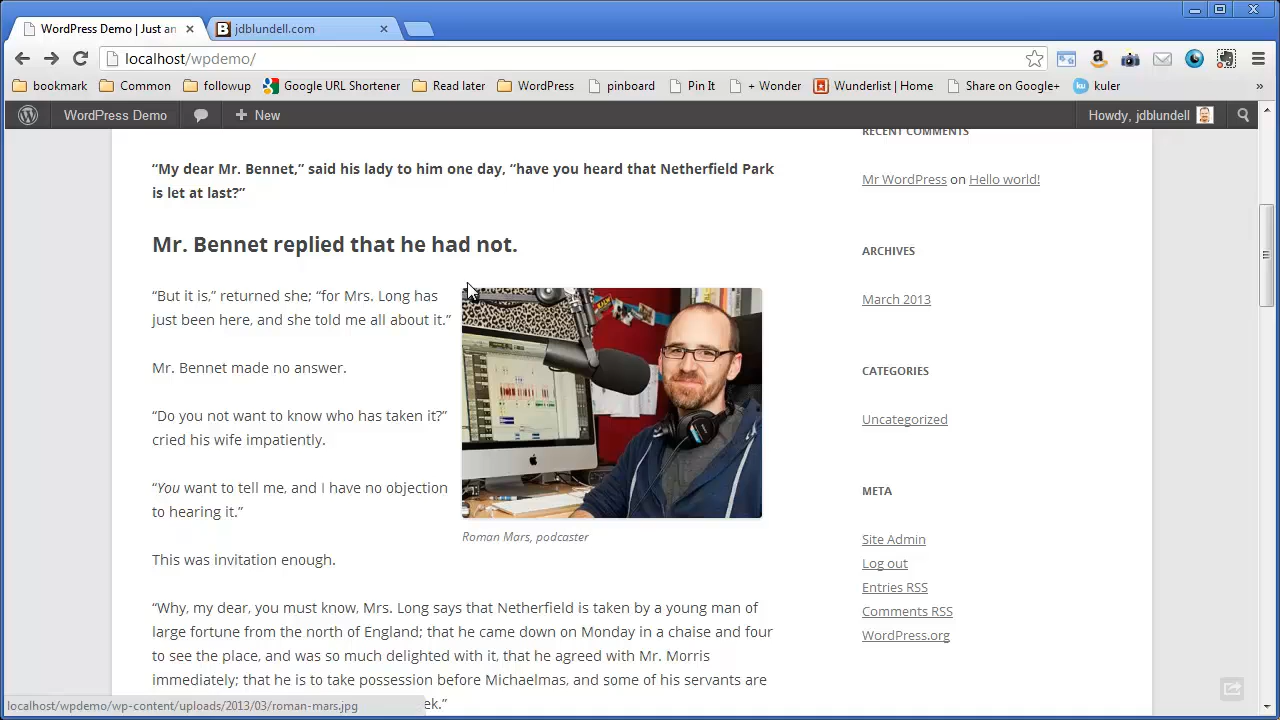 WordPress Demo | Just an
jdblundell.com
localhost/wpdemo/
bookmark Common followup Google URL Shortener Read later WordPress pinboard Pin It + Wonder Wunderlist | Home Share on Google+ kuler »
WordPress Demo + New Howdy, jdblundell
“My dear Mr. Bennet,” said his lady to him one day, “have you heard that Netherfield Park
is let at last?”
Mr. Bennet replied that he had not.
“But it is,” returned she; “for Mrs. Long has
just been here, and she told me all about it.”
Mr. Bennet made no answer.
“Do you not want to know who has taken it?”
cried his wife impatiently.
“You want to tell me, and I have no objection
to hearing it.”
Roman Mars, podcaster
This was invitation enough.
“Why, my dear, you must know, Mrs. Long says that Netherfield is taken by a young man of
large fortune from the north of England; that he came down on Monday in a chaise and four
to see the place, and was so much delighted with it, that he agreed with Mr. Morris
immediately; that he is to take possession before Michaelmas, and some of his servants are
ek.”
RECENT COMMENTS
Mr WordPress on Hello world!
ARCHIVES
March 2013
CATEGORIES
Uncategorized
META
Site Admin
Log out
Entries RSS
Comments RSS
WordPress.org
localhost/wpdemo/wp-content/uploads/2013/03/roman-mars.jpg